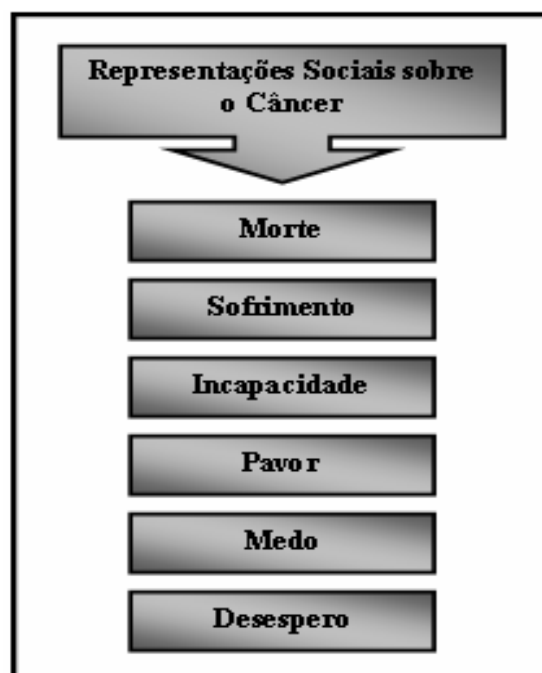 Representações Sociais sobre
o Câncer
Morte
Sofrimento
Incapacidade
Pavor
Medo
Desespero